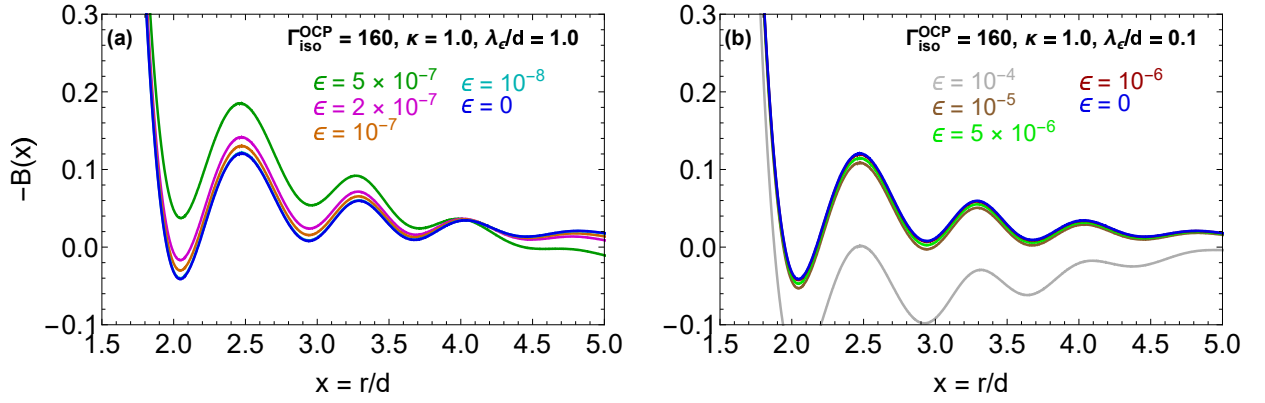 (a)
Γ_iso^OCP = 160, κ = 1.0, λ_ϵ/d = 1.0
ϵ = 5 × 10⁻⁷
ϵ = 10⁻⁸
ϵ = 2 × 10⁻⁷
ϵ = 0
ϵ = 10⁻⁷
−B(x)
0.3
0.2
0.1
0.0
−0.1
1.5 2.0 2.5 3.0 3.5 4.0 4.5 5.0
x = r/d
(b)
Γ_iso^OCP = 160, κ = 1.0, λ_ϵ/d = 0.1
ϵ = 10⁻⁴
ϵ = 10⁻⁶
ϵ = 10⁻⁵
ϵ = 0
ϵ = 5 × 10⁻⁶
−B(x)
0.3
0.2
0.1
0.0
−0.1
1.5 2.0 2.5 3.0 3.5 4.0 4.5 5.0
x = r/d